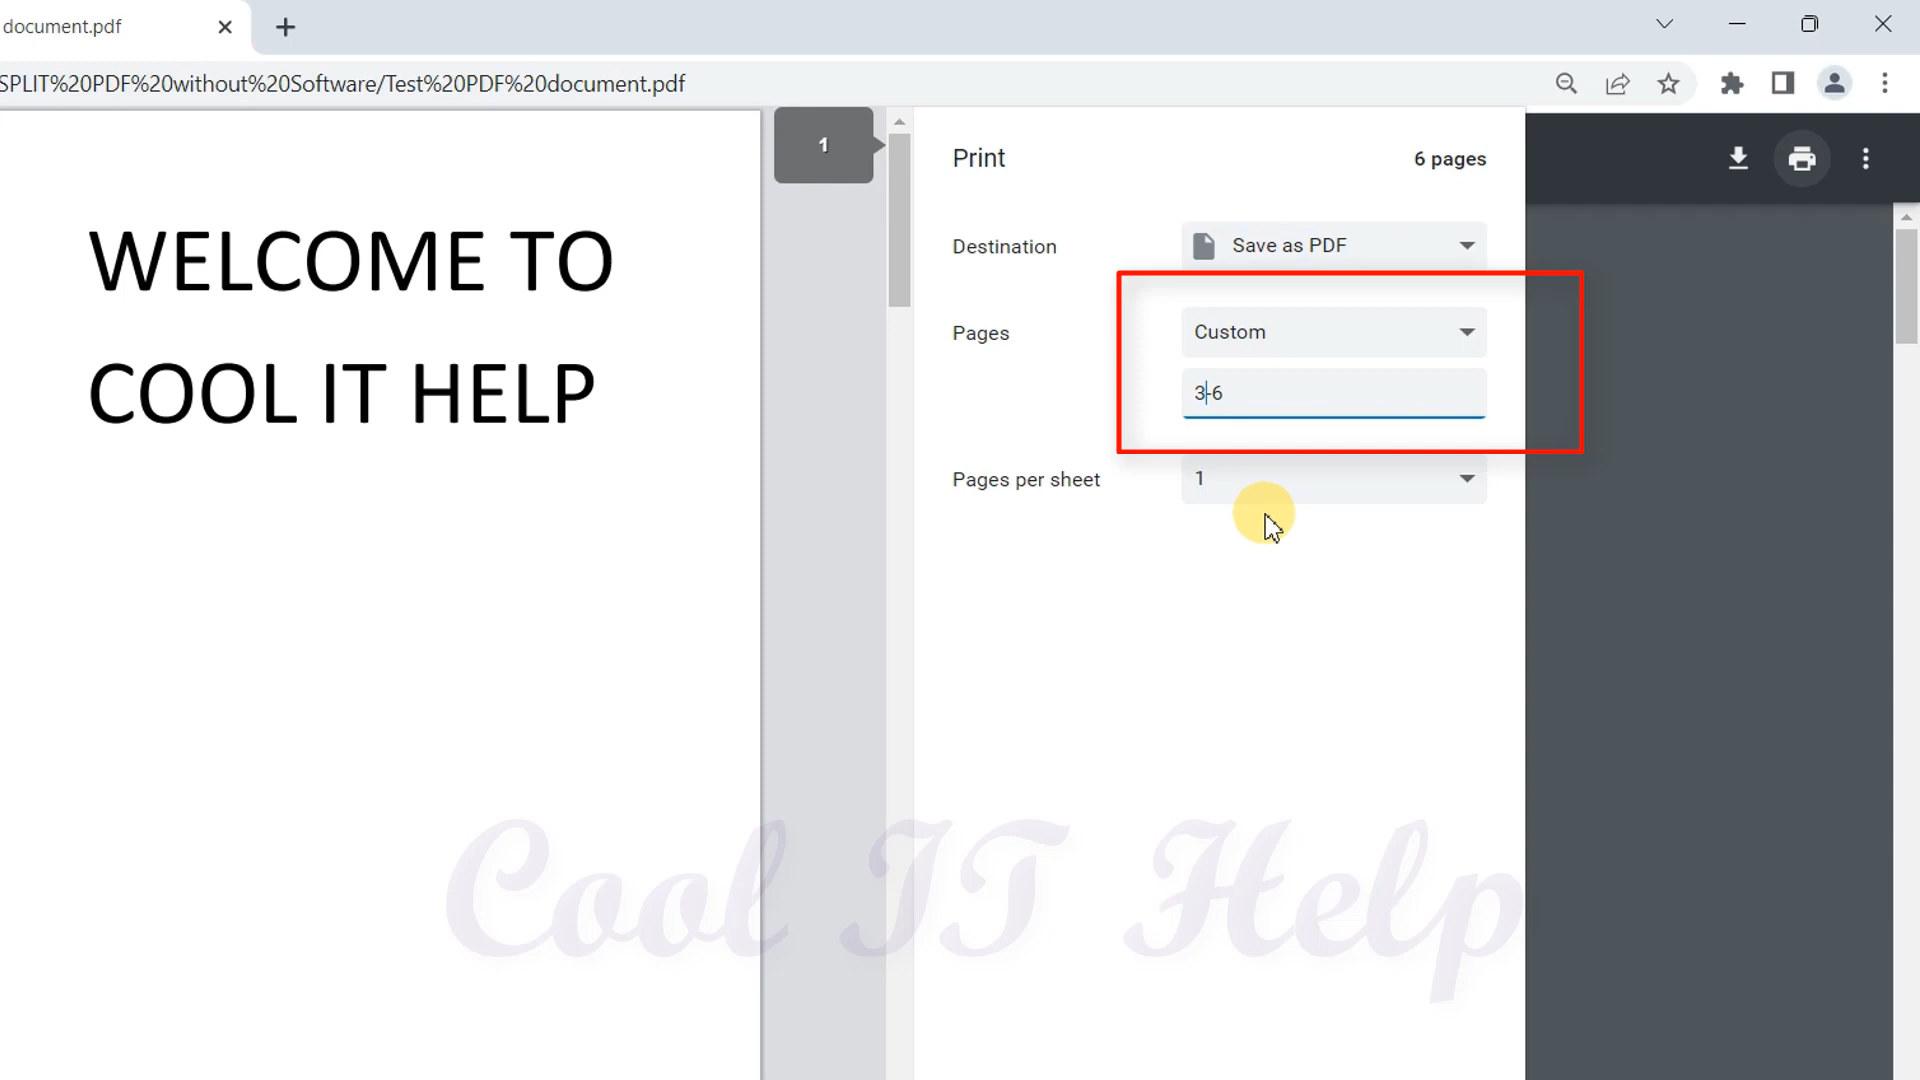 document.pdf
SPLIT%20PDF%20without%20Software/Test%20PDF%20document.pdf
1
WELCOME TO
COOL IT HELP
Print
6 pages
Destination
Save as PDF
Pages
Custom
3-6
Pages per sheet
1
Cool IT Help